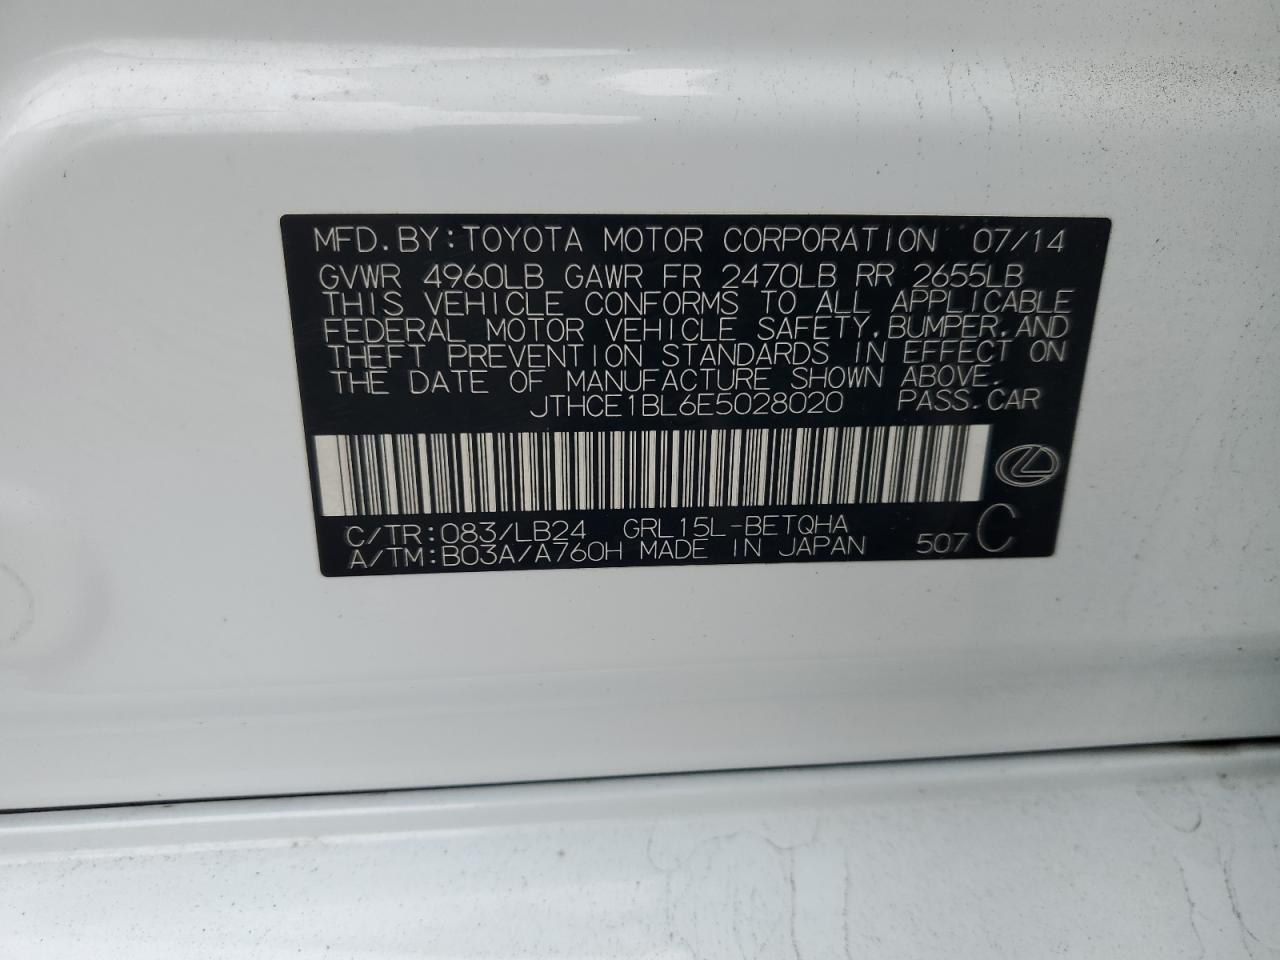 MFD.BY:TOYOTA MOTOR CORPORATION 07/14
GVWR 4960LB GAWR FR 2470LB RR 2655LB
THIS VEHICLE CONFORMS TO ALL APPLICABLE
FEDERAL MOTOR VEHICLE SAFETY,BUMPER,AND
THEFT PREVENTION STANDARDS IN EFFECT ON
THE DATE OF MANUFACTURE SHOWN ABOVE.
JTHCE1BL6E5028020 PASS.CAR
C/TR:083/LB24 GRL15L-BETQHA
A/TM:B03A/A760H MADE IN JAPAN 507 C